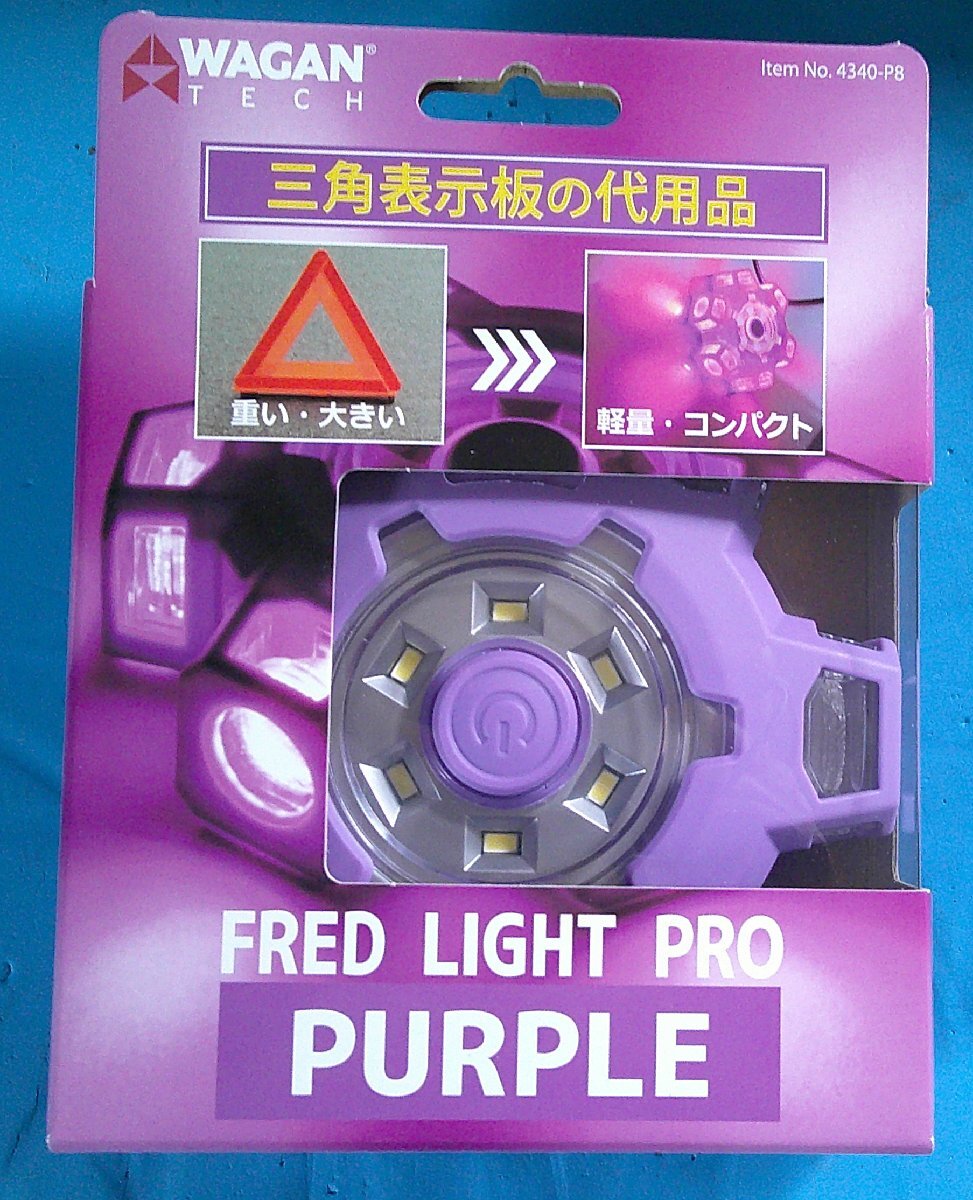 WAGAN®
TECH
Item No. 4340-P8
三角表示板の代用品
重い・大きい
軽量・コンパクト
FRED LIGHT PRO
PURPLE